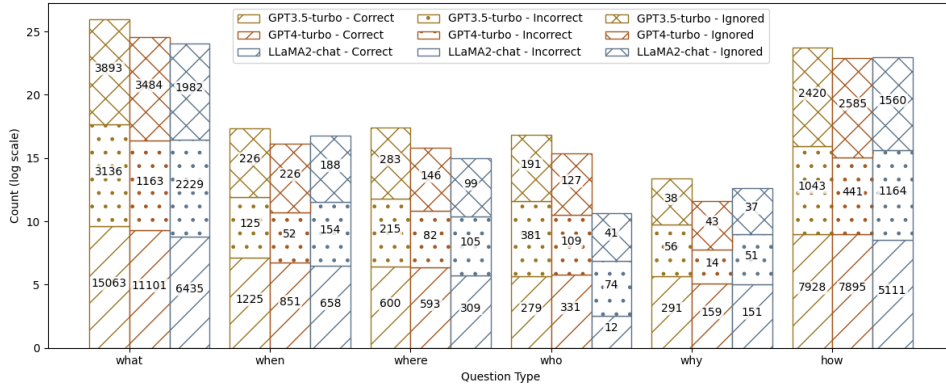 GPT3.5-turbo - Correct GPT3.5-turbo - Incorrect GPT3.5-turbo - Ignored
GPT4-turbo - Correct GPT4-turbo - Incorrect GPT4-turbo - Ignored
LLaMA2-chat - Correct LLaMA2-chat - Incorrect LLaMA2-chat - Ignored
Count (log scale)
25
20
15
10
5
0
3893 3484 1982
3136 1163 2229
15063 11101 6435
226 226 188
125 52 154
1225 851 658
283 146 99
215 82 105
600 593 309
191 127 41
381 109 74
279 331 12
38 43 37
56 14 51
291 159 151
2420 2585 1560
1043 441 1164
7928 7895 5111
what when where who why how
Question Type